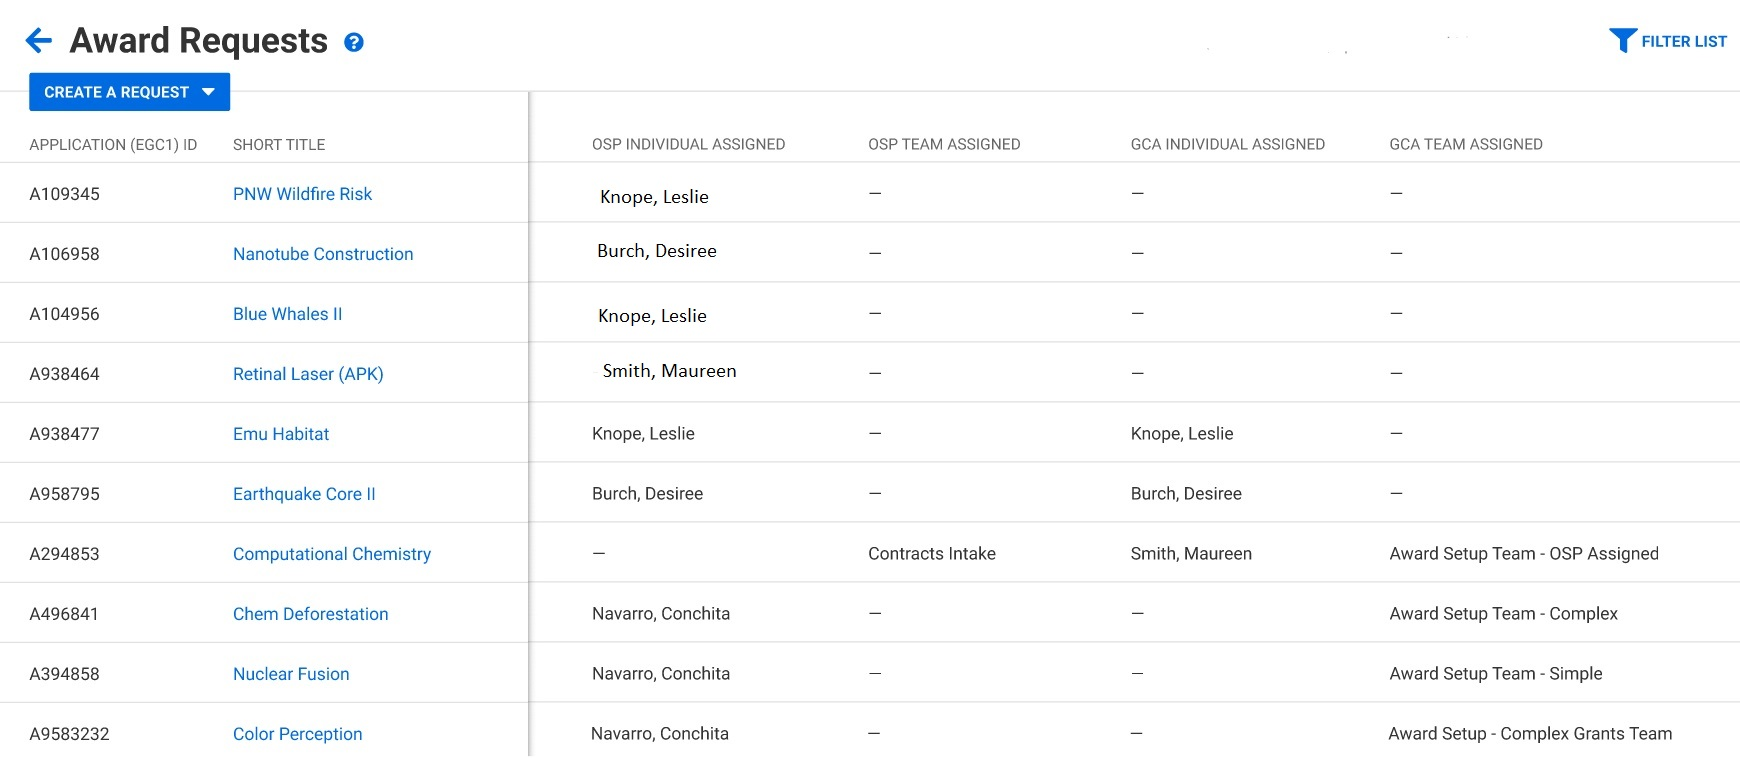 Award Requests ?
FILTER LIST
CREATE A REQUEST
APPLICATION (EGC1) ID SHORT TITLE OSP INDIVIDUAL ASSIGNED OSP TEAM ASSIGNED GCA INDIVIDUAL ASSIGNED GCA TEAM ASSIGNED
A109345 PNW Wildfire Risk Knope, Leslie — — —
A106958 Nanotube Construction Burch, Desiree — — —
A104956 Blue Whales II Knope, Leslie — — —
A938464 Retinal Laser (APK) Smith, Maureen — — —
A938477 Emu Habitat Knope, Leslie — Knope, Leslie —
A958795 Earthquake Core II Burch, Desiree — Burch, Desiree —
A294853 Computational Chemistry — Contracts Intake Smith, Maureen Award Setup Team - OSP Assigned
A496841 Chem Deforestation Navarro, Conchita — — Award Setup Team - Complex
A394858 Nuclear Fusion Navarro, Conchita — — Award Setup Team - Simple
A9583232 Color Perception Navarro, Conchita — — Award Setup - Complex Grants Team